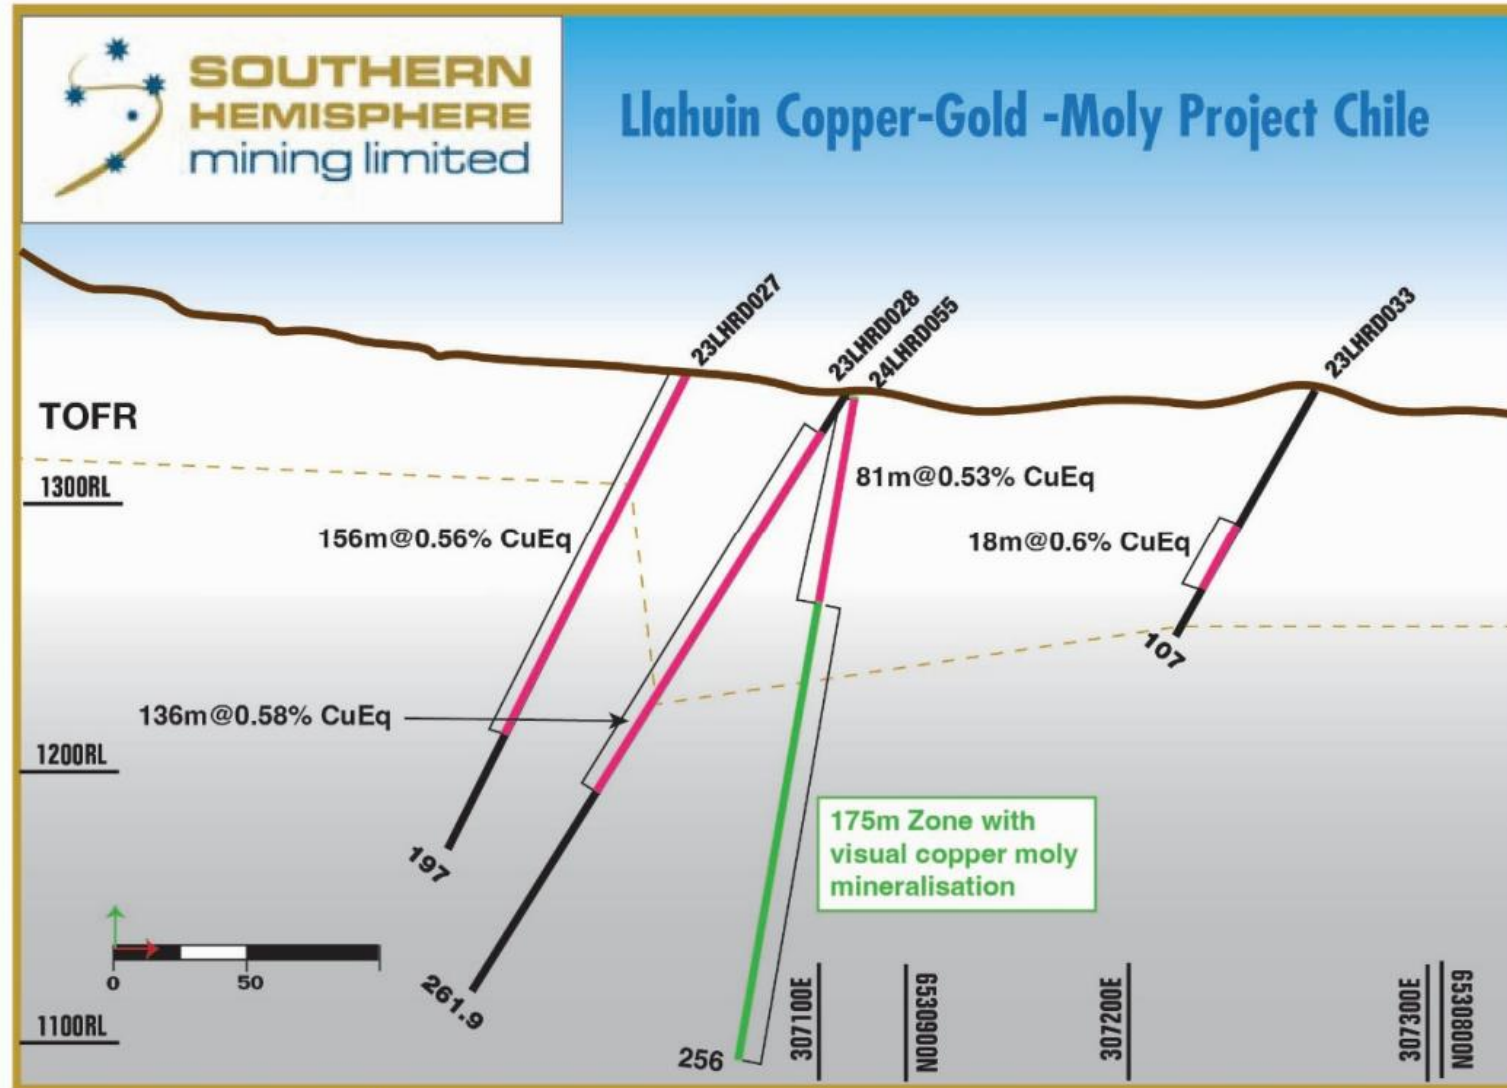 SOUTHERN
HEMISPHERE
mining limited
Llahuin Copper-Gold -Moly Project Chile
23LHRD027
23LHRD028
24LHRD055
23LHRD033
TOFR
1300RL
81m@0.53% CuEq
156m@0.56% CuEq
18m@0.6% CuEq
107
136m@0.58% CuEq
1200RL
175m Zone with
visual copper moly
mineralisation
197
0
50
261.9
1100RL
256
307100E
6530900N
307200E
307300E
6530800N